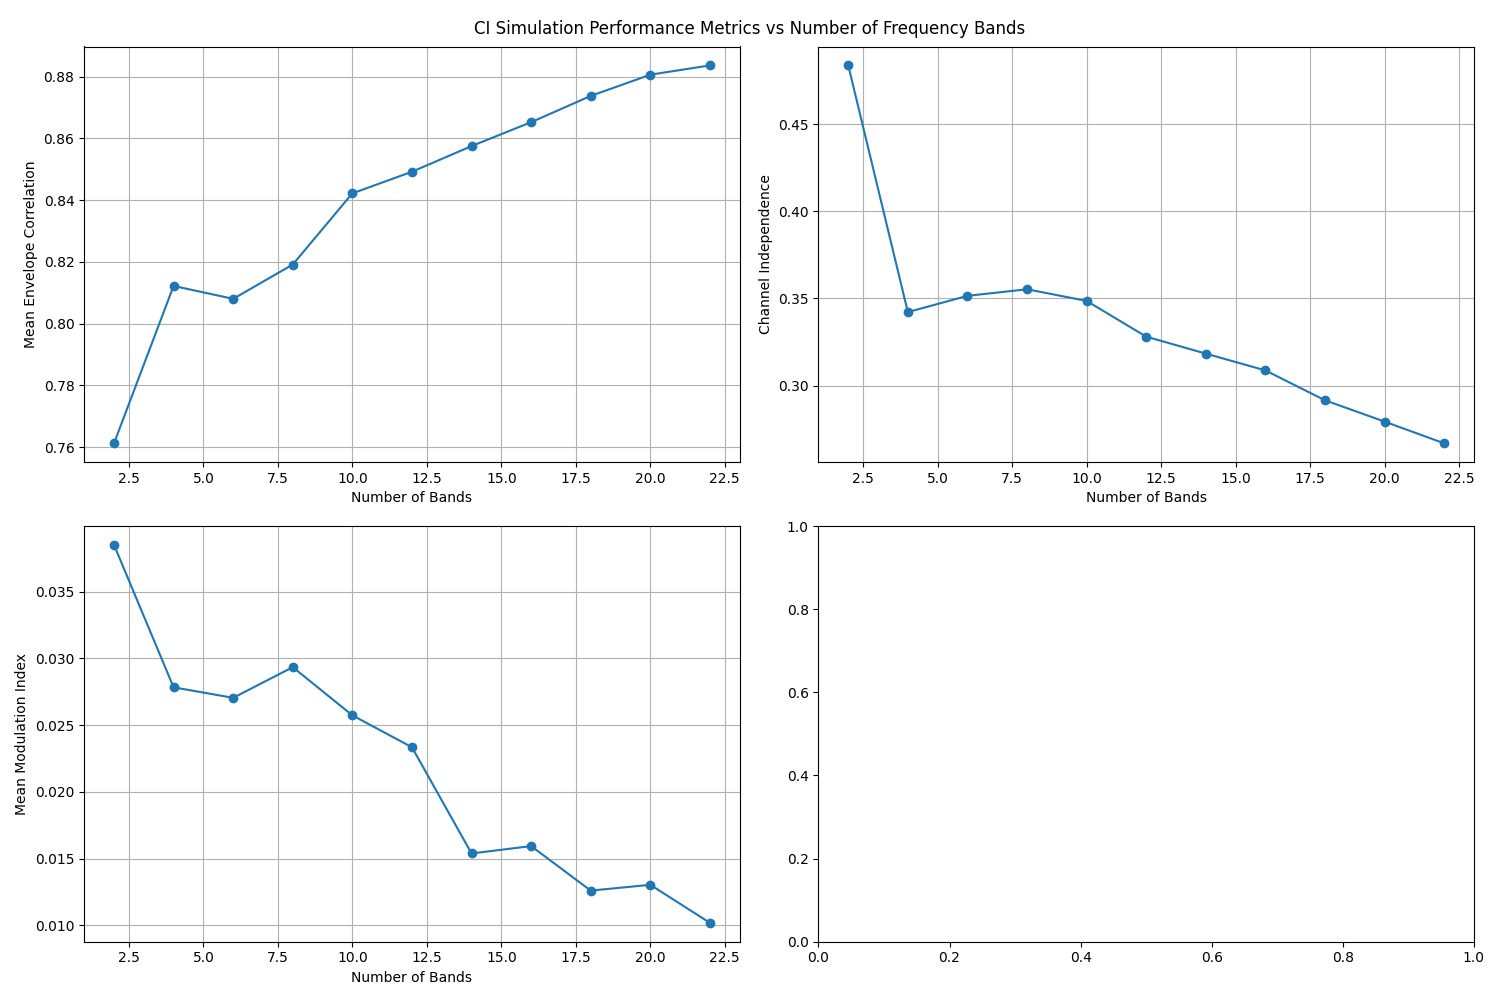 CI Simulation Performance Metrics vs Number of Frequency Bands
Mean Envelope Correlation
0.88
0.86
0.84
0.82
0.80
0.78
0.76
2.5 5.0 7.5 10.0 12.5 15.0 17.5 20.0 22.5
Number of Bands
Channel Independence
0.45
0.40
0.35
0.30
2.5 5.0 7.5 10.0 12.5 15.0 17.5 20.0 22.5
Number of Bands
Mean Modulation Index
0.035
0.030
0.025
0.020
0.015
0.010
2.5 5.0 7.5 10.0 12.5 15.0 17.5 20.0 22.5
Number of Bands
1.0
0.8
0.6
0.4
0.2
0.0
0.0 0.2 0.4 0.6 0.8 1.0